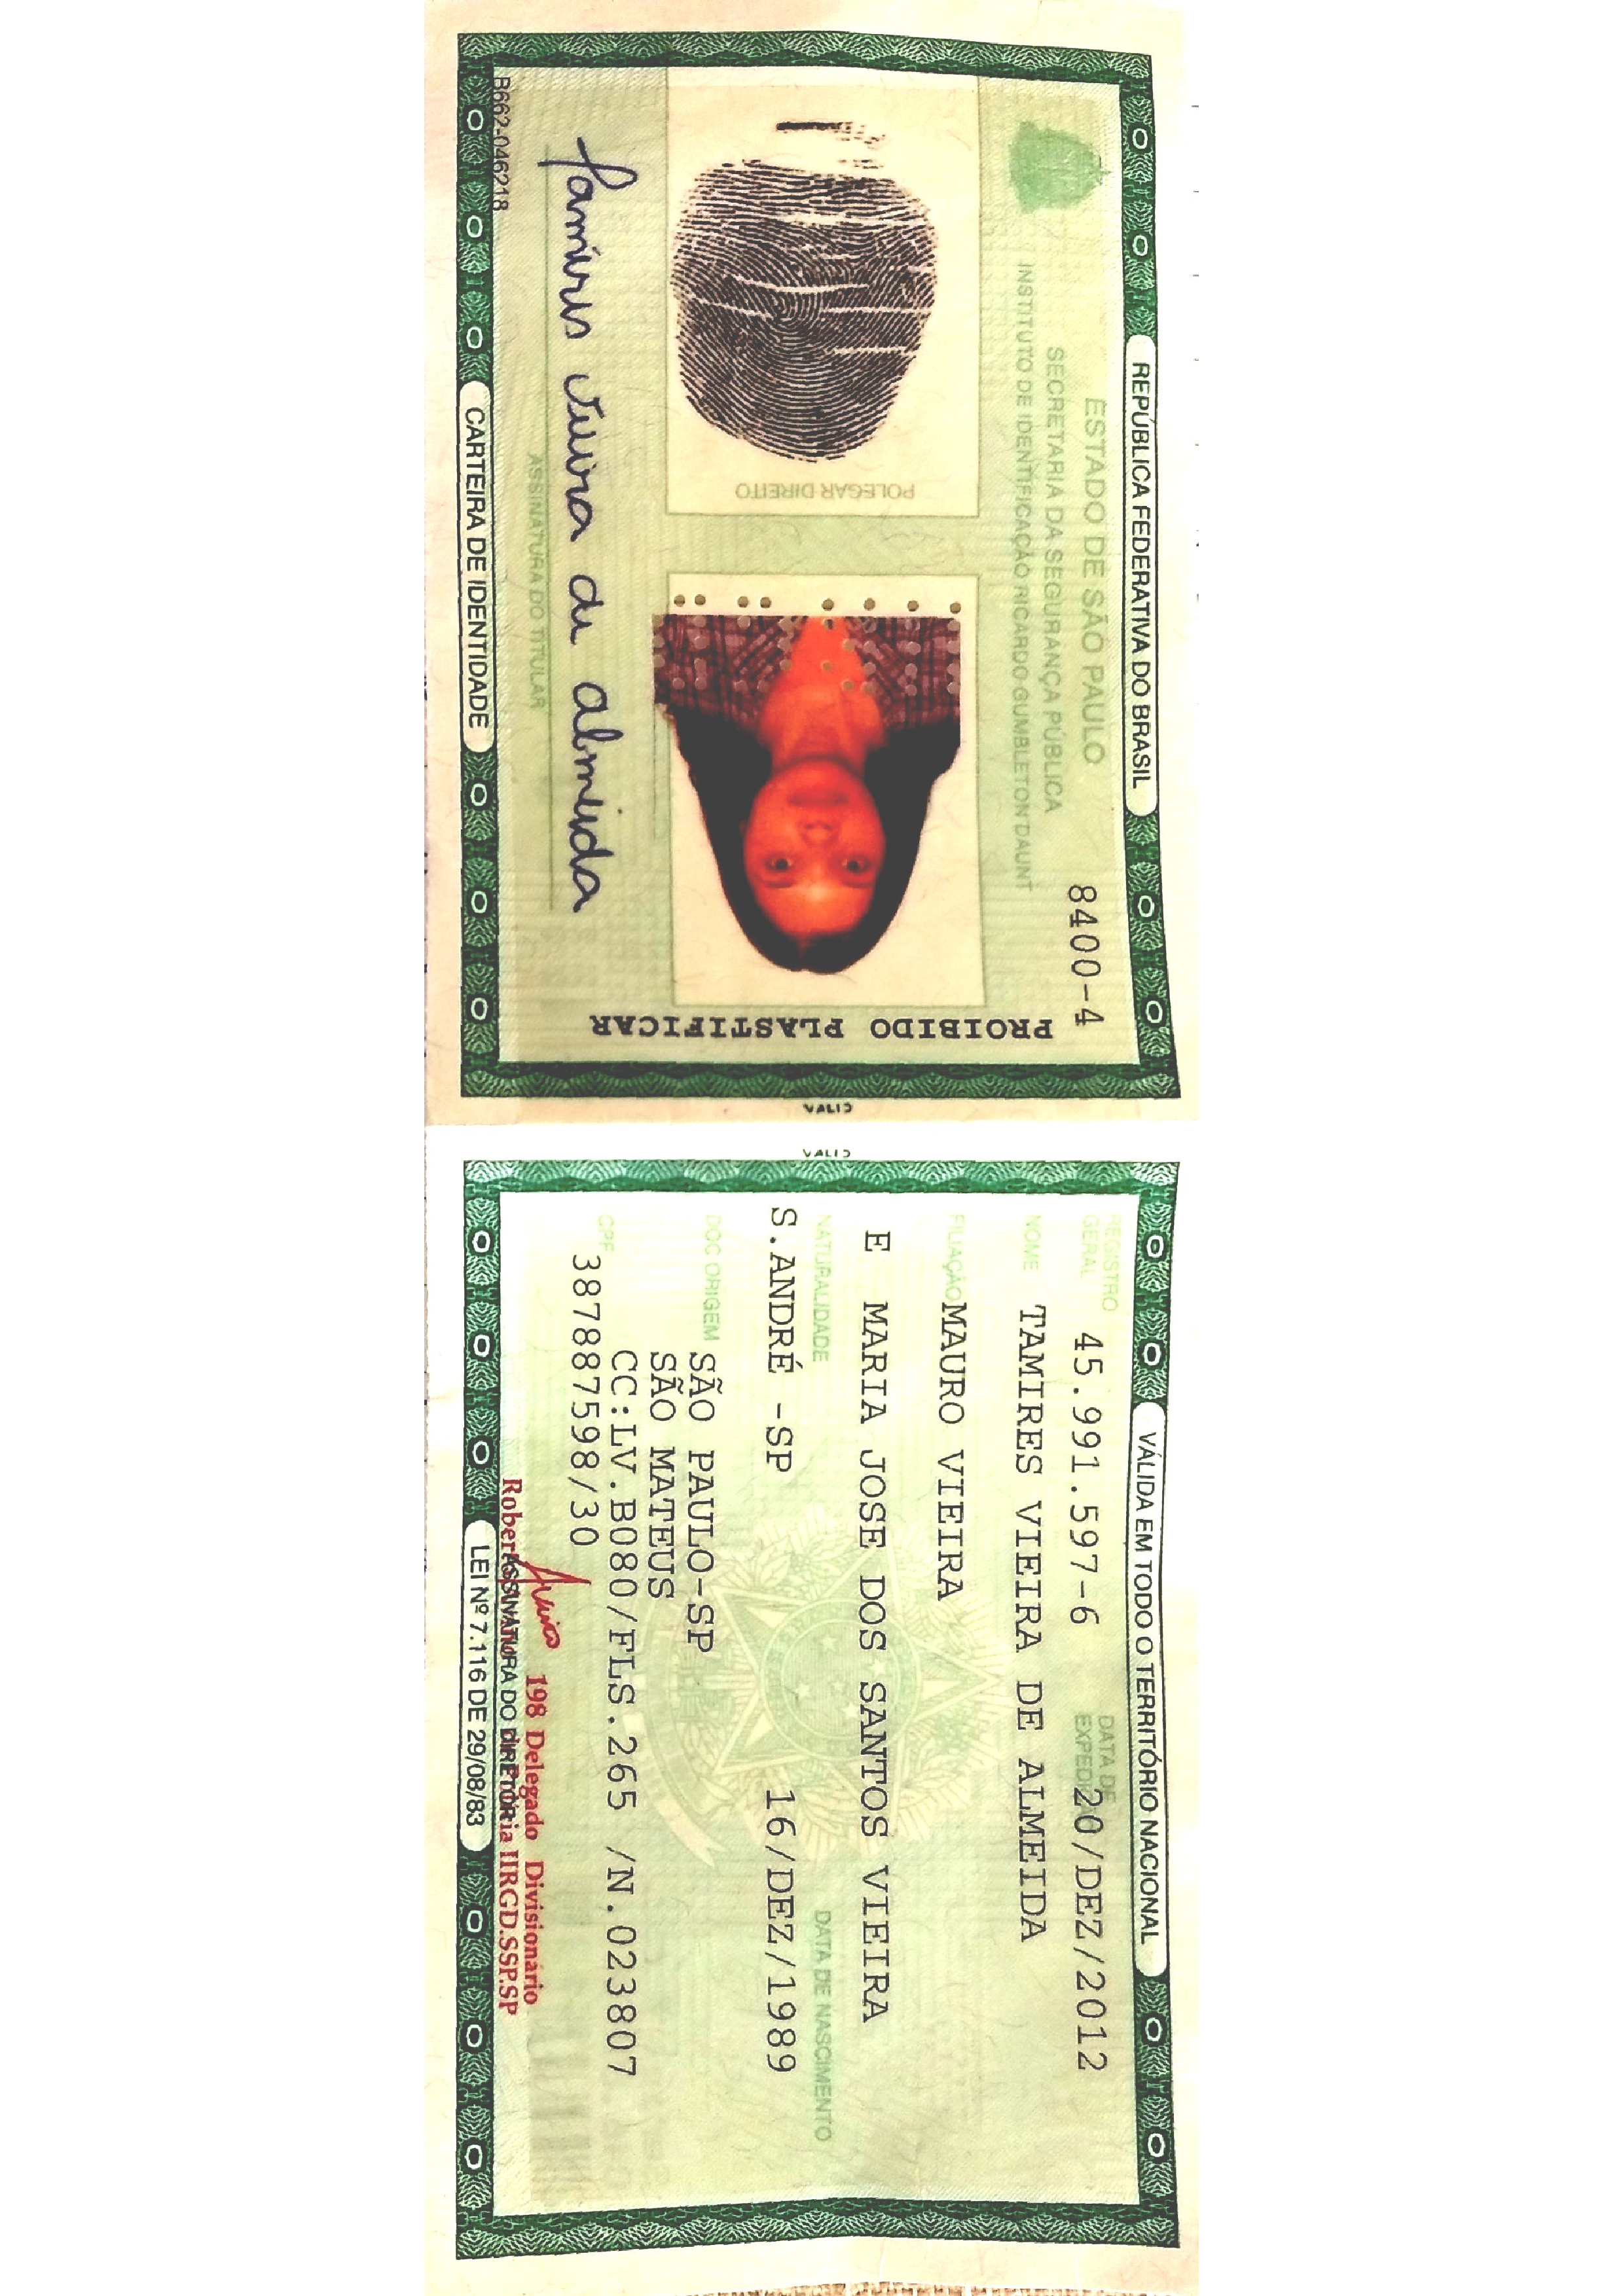 REPÚBLICA FEDERATIVA DO BRASIL
8400-4
ESTADO DE SÃO PAULO
SECRETARIA DA SEGURANÇA PÚBLICA
INSTITUTO DE IDENTIFICAÇÃO RICARDO GUMBLETON DAUNT
POLEGAR DIREITO
PROIBIDO PLASTIFICAR
Tamires Vieira de Almeida
ASSINATURA DO TITULAR
B662-046218
CARTEIRA DE IDENTIDADE
VÁLIDA EM TODO O TERRITÓRIO NACIONAL
REGISTRO GERAL 45.991.597-6 DATA DE 20/DEZ/2012
NOME TAMIRES VIEIRA DE ALMEIDA
FILIAÇÃO MAURO VIEIRA
E MARIA JOSE DOS SANTOS VIEIRA
NATURALIDADE DATA DE NASCIMENTO
S.ANDRÉ -SP 16/DEZ/1989
DOC ORIGEM SÃO PAULO-SP
SÃO MATEUS
CC:LV.B080/FLS.265 /N.023807
CPF 387887598/30
198 Delegado Divisionário
IIRGD.SSP.SP
ASSINATURA DO DIRETOR
LEI Nº 7.116 DE 29/08/83